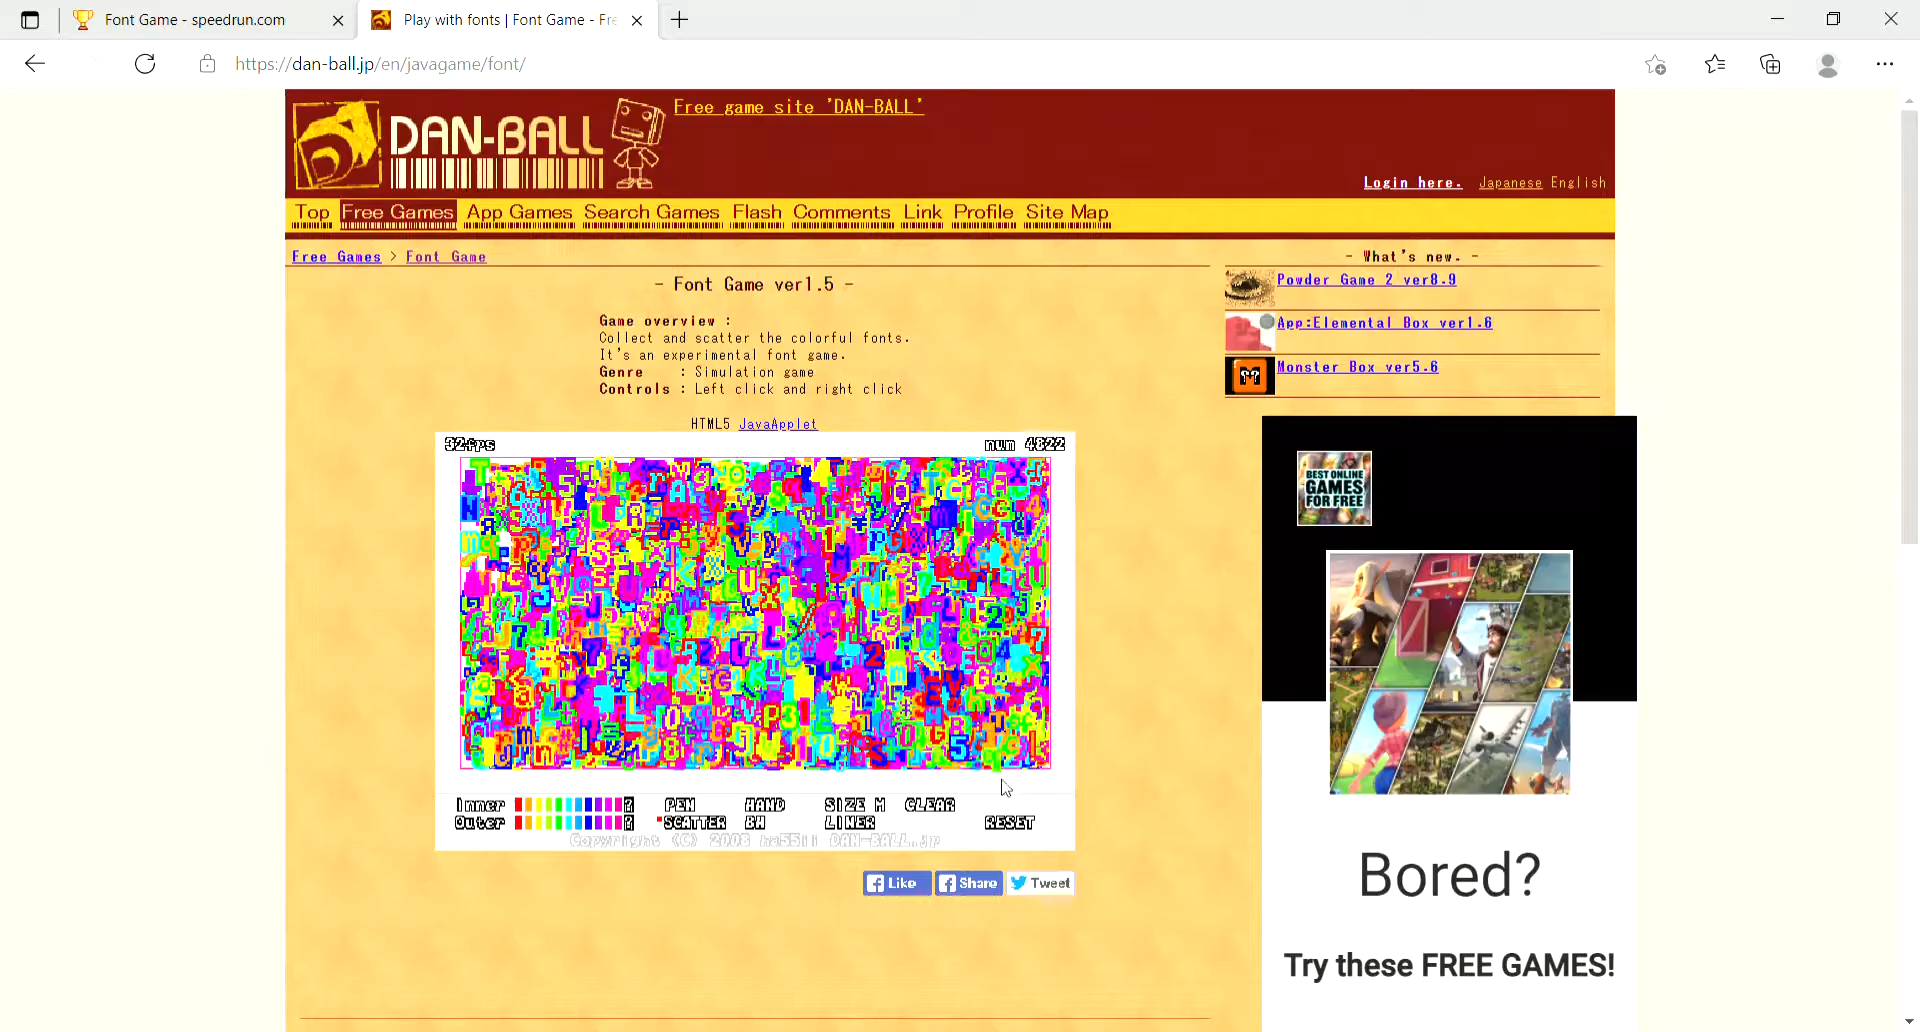 Font Game - speedrun.com
Play with fonts | Font Game - Fre
https://dan-ball.jp/en/javagame/font/
DAN-BALL
Free game site 'DAN-BALL'
Login here. Japanese English
Top Free Games App Games Search Games Flash Comments Link Profile Site Map
Free Games > Font Game
- Font Game ver1.5 -
Game overview :
Collect and scatter the colorful fonts.
It's an experimental font game.
Genre : Simulation game
Controls : Left click and right click
HTML5 JavaApplet
32fps num 4822
Inner PEN HAND SIZE M CLEAR
Outer SCATTER BH LINER RESET
Copyright (C) 2008 ha55ii DAN-BALL.jp
Like Share Tweet
- What's new. -
Powder Game 2 ver8.9
App:Elemental Box ver1.6
Monster Box ver5.6
BEST ONLINE
GAMES
FOR FREE
Bored?
Try these FREE GAMES!